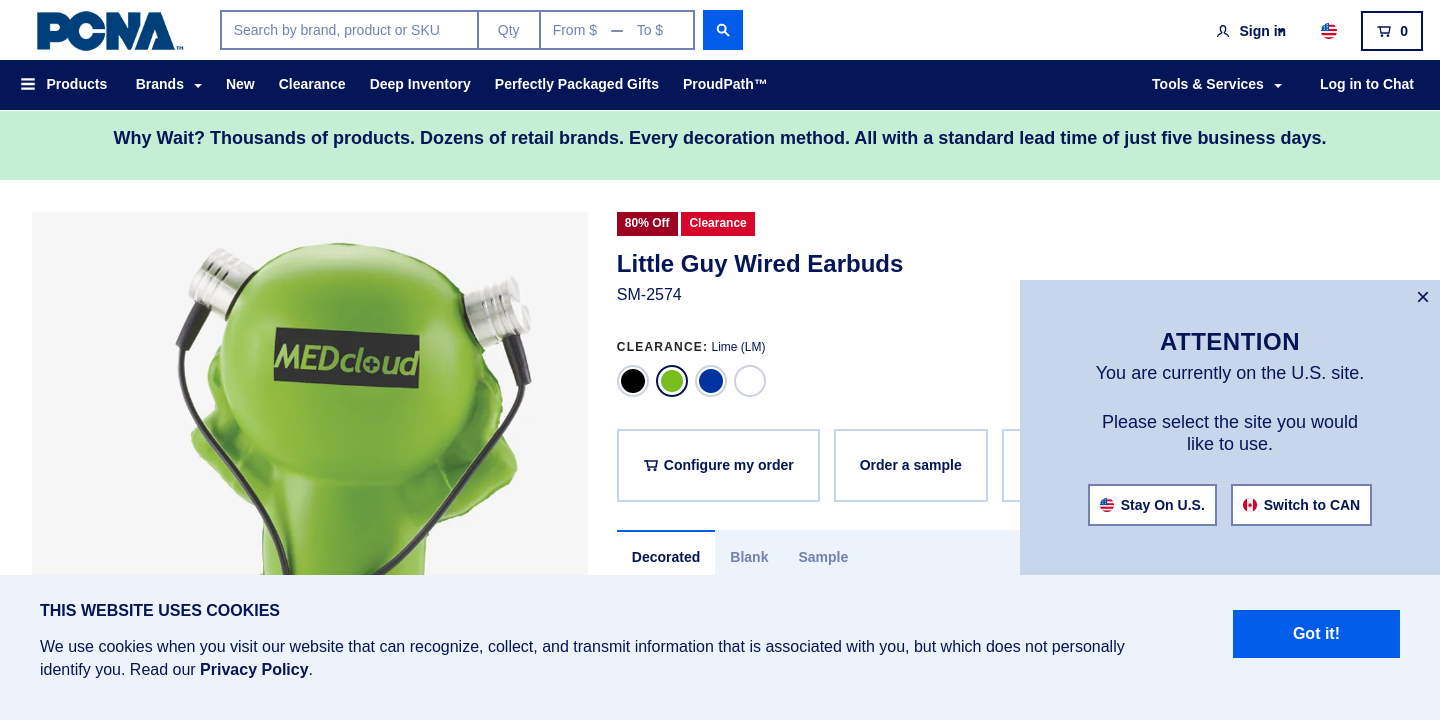 PCNA™
Search by brand, product or SKU
Qty
From $ — To $
Sign in
0
Products
Brands
New
Clearance
Deep Inventory
Perfectly Packaged Gifts
ProudPath™
Tools & Services
Log in to Chat
Why Wait? Thousands of products. Dozens of retail brands. Every decoration method. All with a standard lead time of just five business days.
MEDcloud
80% Off
Clearance
Little Guy Wired Earbuds
SM-2574
CLEARANCE: Lime (LM)
Configure my order
Order a sample
Decorated
Blank
Sample
×
ATTENTION
You are currently on the U.S. site.
Please select the site you would
like to use.
Stay On U.S.
Switch to CAN
THIS WEBSITE USES COOKIES
We use cookies when you visit our website that can recognize, collect, and transmit information that is associated with you, but which does not personally
identify you. Read our Privacy Policy.
Got it!